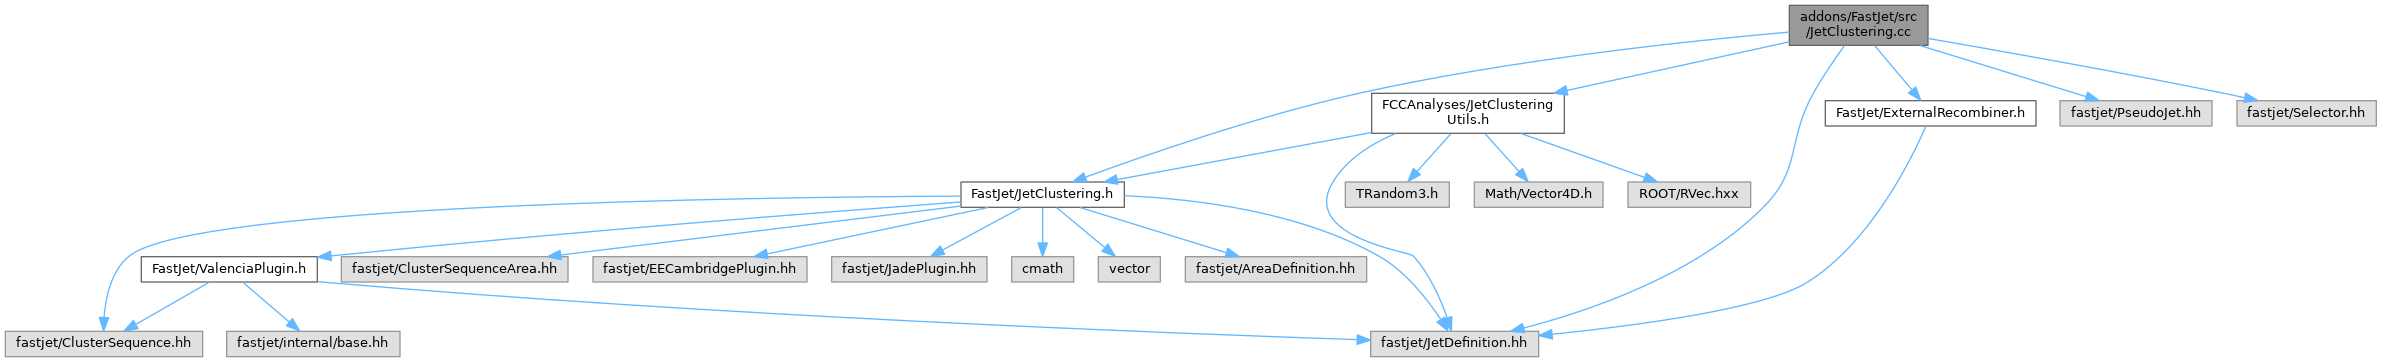 addons/FastJet/src
/JetClustering.cc
FCCAnalyses/JetClustering
Utils.h
FastJet/ExternalRecombiner.h
fastjet/PseudoJet.hh
fastjet/Selector.hh
FastJet/JetClustering.h
TRandom3.h
Math/Vector4D.h
ROOT/RVec.hxx
FastJet/ValenciaPlugin.h
fastjet/ClusterSequenceArea.hh
fastjet/EECambridgePlugin.hh
fastjet/JadePlugin.hh
cmath
vector
fastjet/AreaDefinition.hh
fastjet/ClusterSequence.hh
fastjet/internal/base.hh
fastjet/JetDefinition.hh